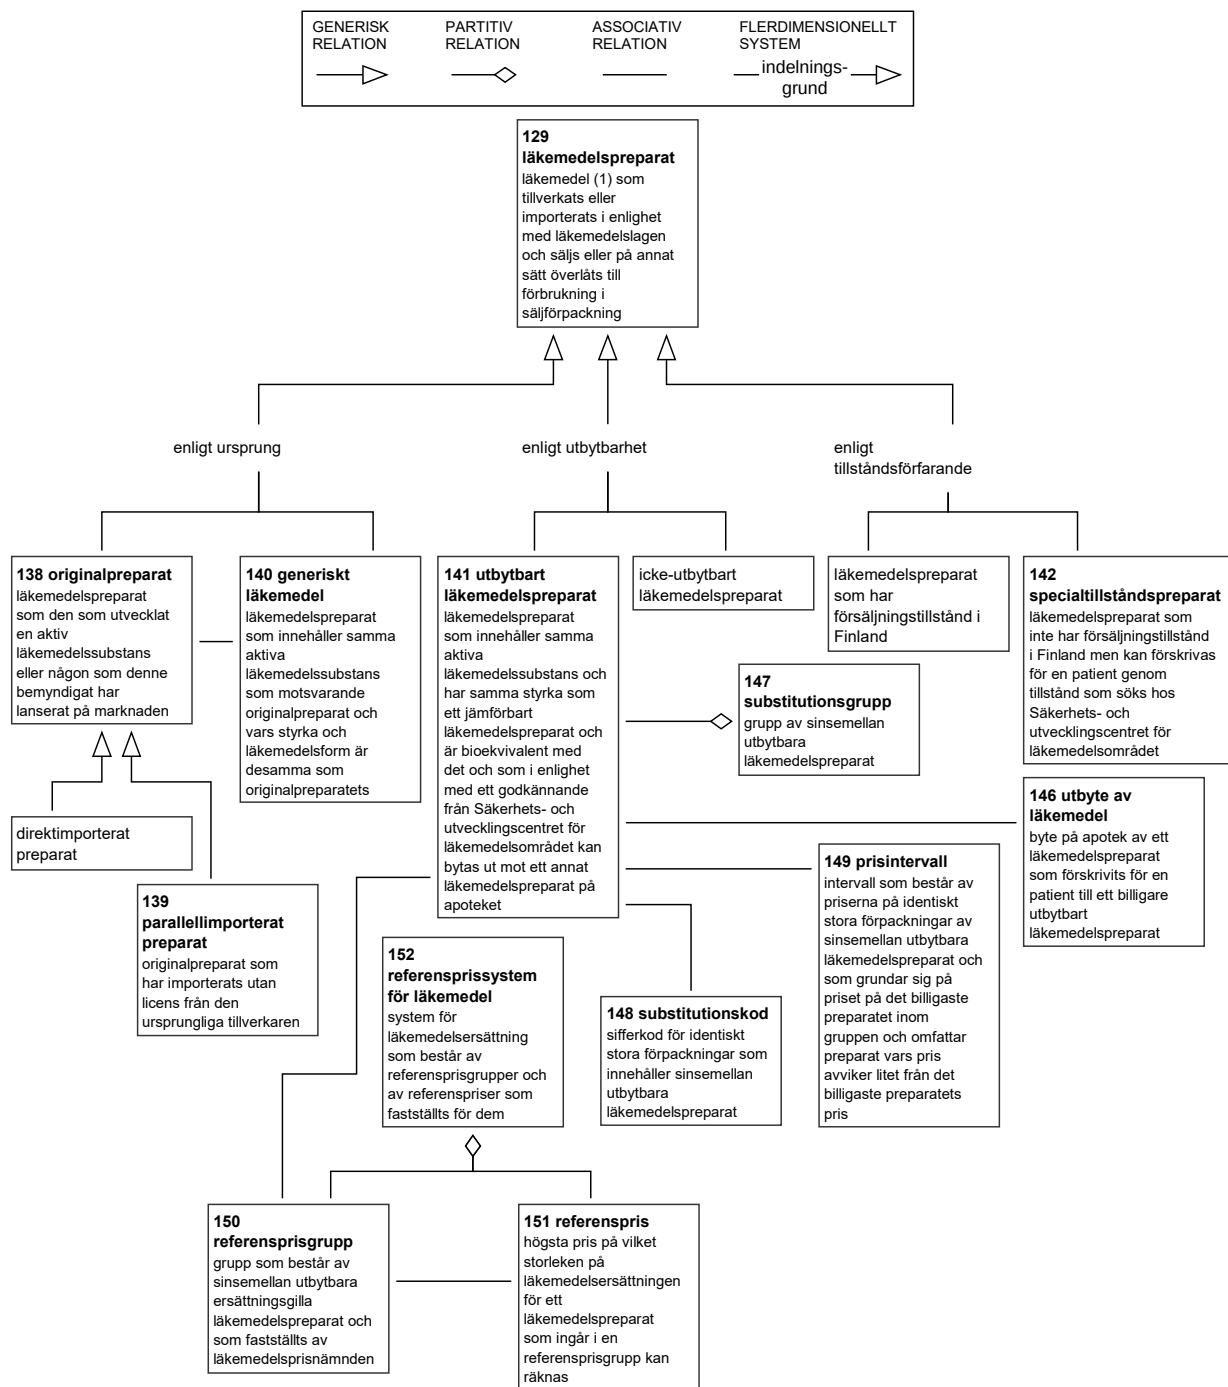 GENERISK
RELATION
PARTITIV
RELATION
ASSOCIATIV
RELATION
FLERDIMENSIONELLT
SYSTEM
indelnings-
grund
129
läkemedelspreparat
läkemedel (1) som
tillverkats eller
importerats i enlighet
med läkemedelslagen
och säljs eller på annat
sätt överlåts till
förbrukning i
säljförpackning
enligt ursprung
enligt utbytbarhet
enligt
tillståndsförfarande
138 originalpreparat
läkemedelspreparat
som den som utvecklat
en aktiv
läkemedelssubstans
eller någon som denne
bemyndigat har
lanserat på marknaden
140 generiskt
läkemedel
läkemedelspreparat
som innehåller samma
aktiva
läkemedelssubstans
som motsvarande
originalpreparat och
vars styrka och
läkemedelsform är
desamma som
originalpreparatets
141 utbytbart
läkemedelspreparat
läkemedelspreparat
som innehåller samma
aktiva
läkemedelssubstans och
har samma styrka som
ett jämförbart
läkemedelspreparat och
är bioekvivalent med
det och som i enlighet
med ett godkännande
från Säkerhets- och
utvecklingscentret för
läkemedelsområdet kan
bytas ut mot ett annat
läkemedelspreparat på
apoteket
icke-utbytbart
läkemedelspreparat
läkemedelspreparat
som har
försäljningstillstånd i
Finland
142
specialtillståndspreparat
läkemedelspreparat som
inte har försäljningstillstånd
i Finland men kan förskrivas
för en patient genom
tillstånd som söks hos
Säkerhets- och
utvecklingscentret för
läkemedelsområdet
147
substitutionsgrupp
grupp av sinsemellan
utbytbara
läkemedelspreparat
direktimporterat
preparat
139
parallellimporterat
preparat
originalpreparat som
har importerats utan
licens från den
ursprungliga tillverkaren
146 utbyte av
läkemedel
byte på apotek av ett
läkemedelspreparat
som förskrivits för en
patient till ett billigare
utbytbart
läkemedelspreparat
149 prisintervall
intervall som består av
priserna på identiskt
stora förpackningar av
sinsemellan utbytbara
läkemedelspreparat och
som grundar sig på
priset på det billigaste
preparatet inom
gruppen och omfattar
preparat vars pris
avviker litet från det
billigaste preparatets
pris
152
referensprissystem
för läkemedel
system för
läkemedelsersättning
som består av
referensprisgrupper och
av referenspriser som
fastställts för dem
148 substitutionskod
sifferkod för identiskt
stora förpackningar som
innehåller sinsemellan
utbytbara
läkemedelspreparat
150
referensprisgrupp
grupp som består av
sinsemellan utbytbara
ersättningsgilla
läkemedelspreparat och
som fastställts av
läkemedelsprisnämnden
151 referenspris
högsta pris på vilket
storleken på
läkemedelsersättningen
för ett
läkemedelspreparat
som ingår i en
referensprisgrupp kan
räknas